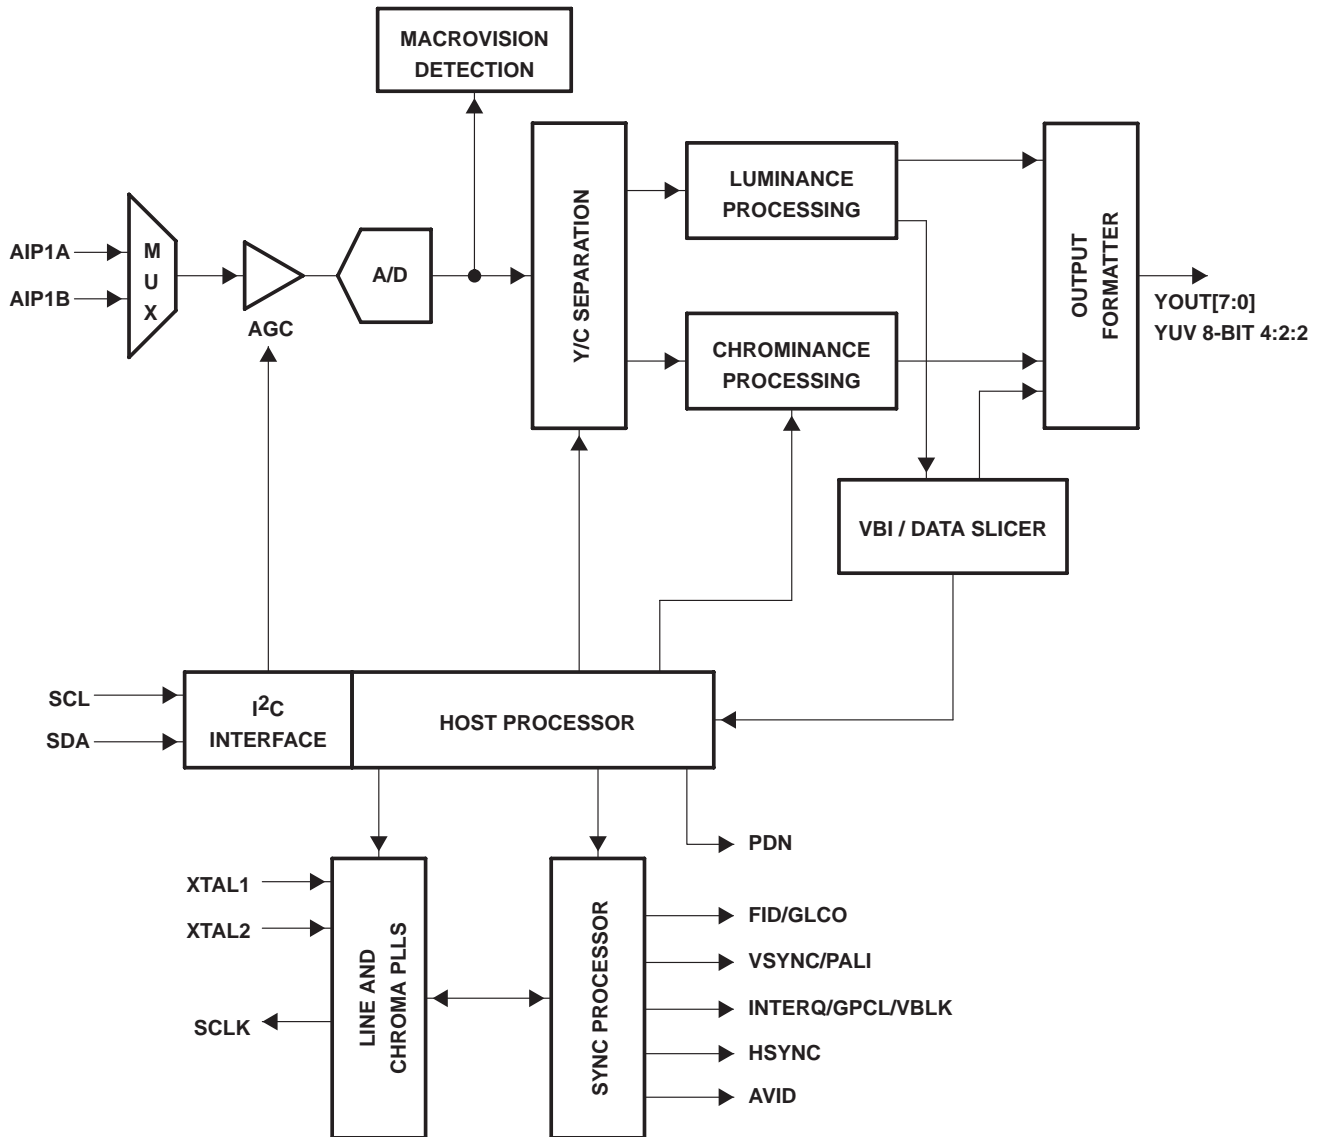 MACROVISION
DETECTION
LUMINANCE
PROCESSING
Y/C SEPARATION
OUTPUT
FORMATTER
AIP1A
AIP1B
M
U
X
A/D
AGC
YOUT[7:0]
YUV 8-BIT 4:2:2
CHROMINANCE
PROCESSING
VBI / DATA SLICER
SCL
SDA
I2C
INTERFACE
HOST PROCESSOR
PDN
XTAL1
XTAL2
SCLK
LINE AND
CHROMA PLLS
SYNC PROCESSOR
FID/GLCO
VSYNC/PALI
INTERQ/GPCL/VBLK
HSYNC
AVID